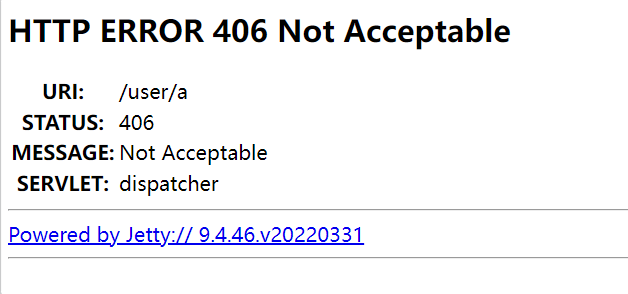 HTTP ERROR 406 Not Acceptable
URI: /user/a
STATUS: 406
MESSAGE: Not Acceptable
SERVLET: dispatcher
Powered by Jetty:// 9.4.46.v20220331